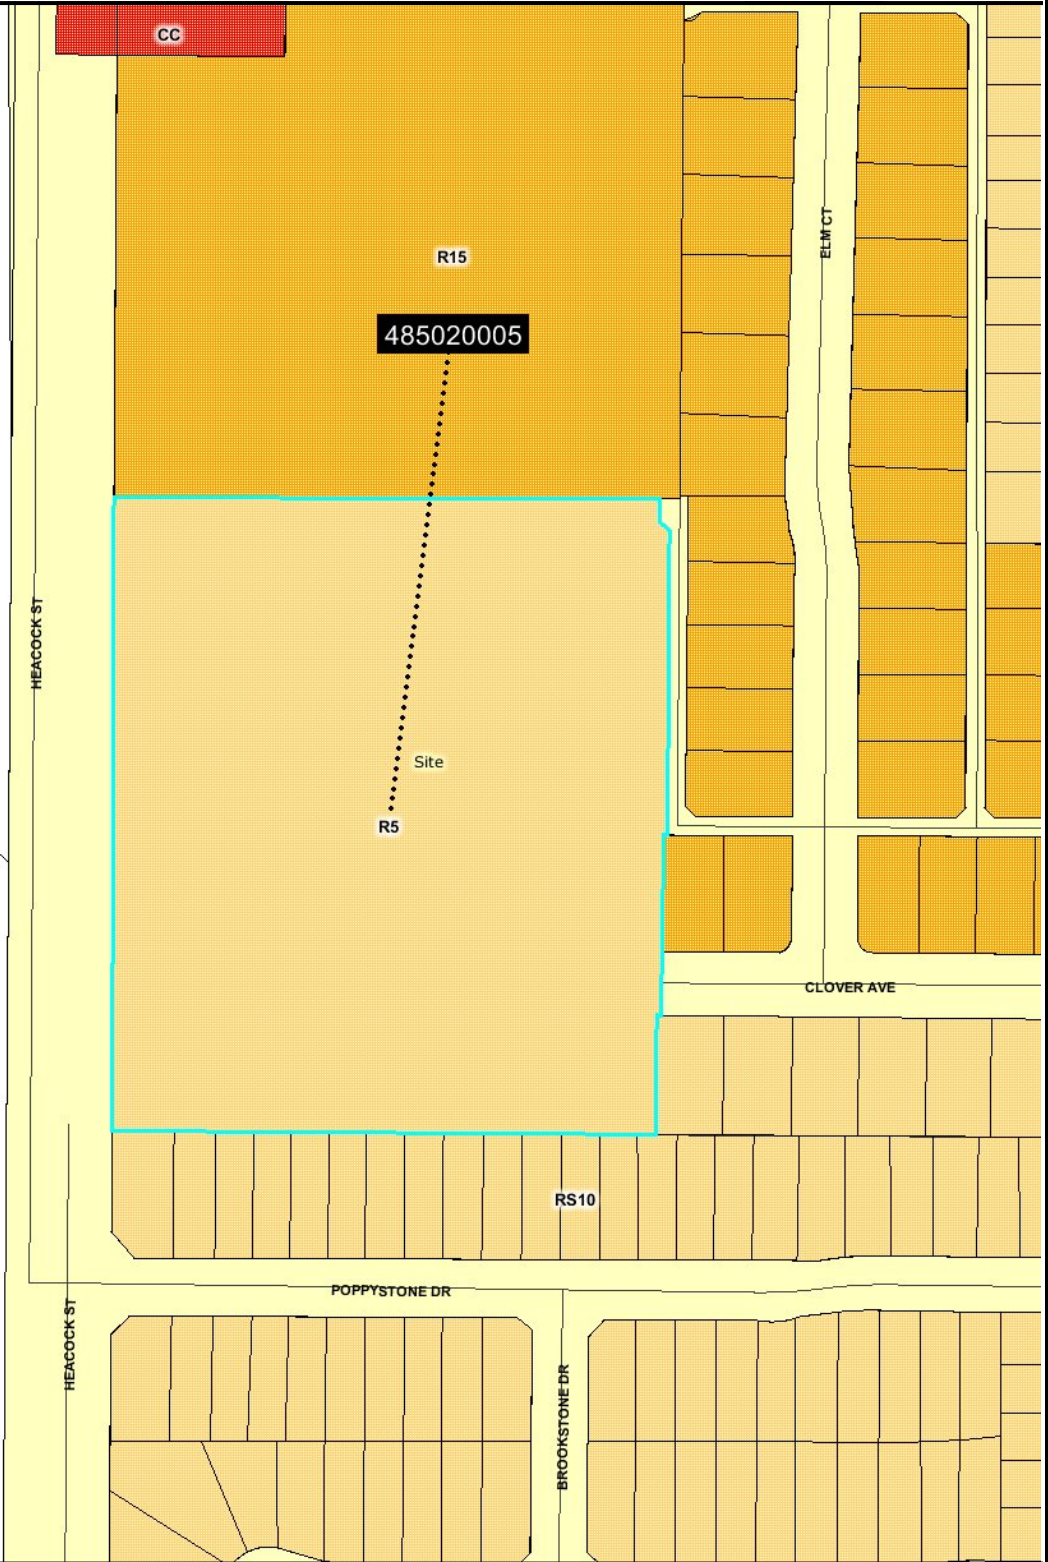 CC
ELM CT
R15
485020005
HEACOCK ST
Site
R5
CLOVER AVE
RS10
POPPYSTONE DR
HEACOCK ST
BROOKSTONE DR